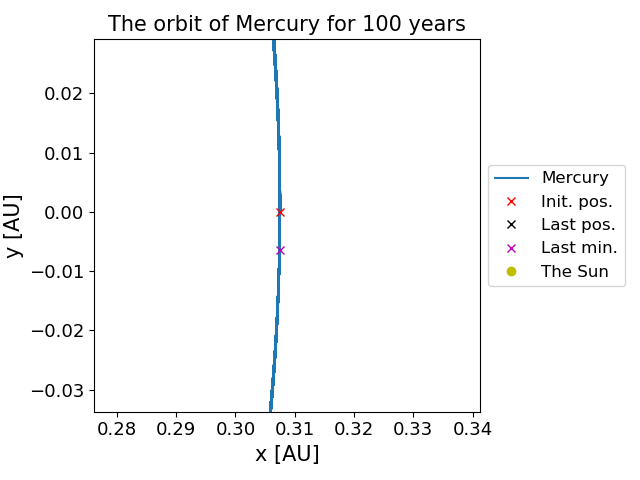 The orbit of Mercury for 100 years
y [AU]
0.02
0.01
0.00
−0.01
−0.02
−0.03
0.28 0.29 0.30 0.31 0.32 0.33 0.34
x [AU]
Mercury
Init. pos.
Last pos.
Last min.
The Sun